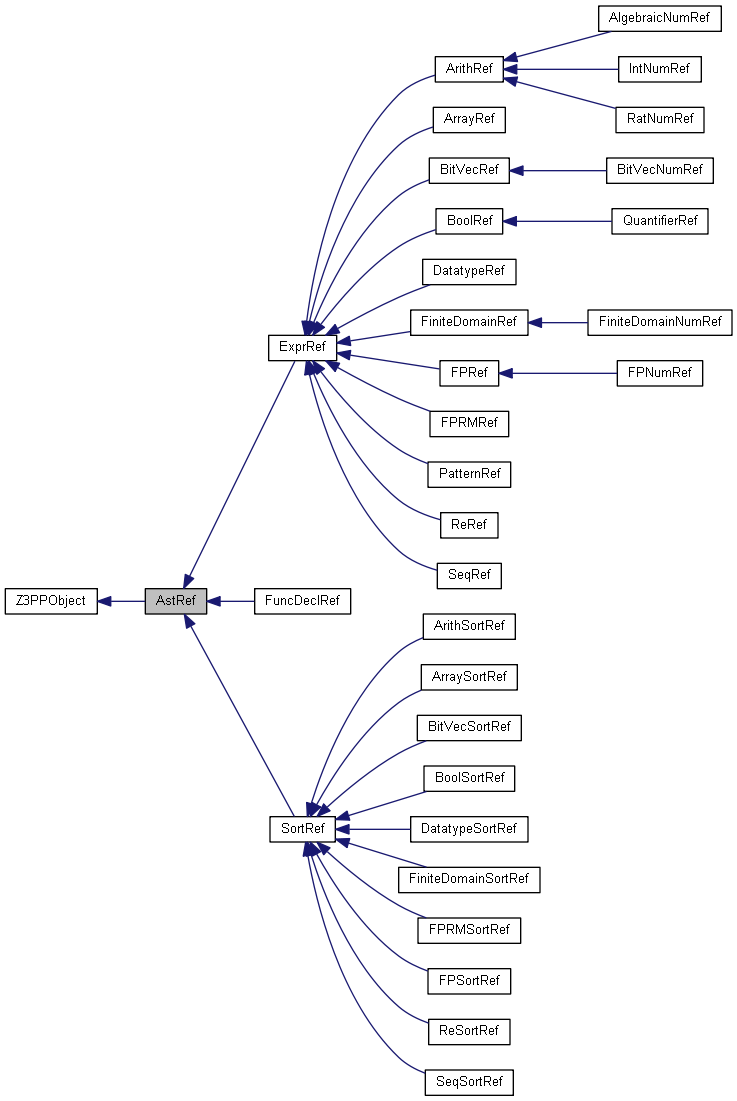 AlgebraicNumRef
ArithRef
IntNumRef
RatNumRef
ArrayRef
BitVecRef
BitVecNumRef
BoolRef
QuantifierRef
DatatypeRef
FiniteDomainRef
FiniteDomainNumRef
ExprRef
FPRef
FPNumRef
FPRMRef
PatternRef
ReRef
SeqRef
Z3PPObject
AstRef
FuncDeclRef
ArithSortRef
ArraySortRef
BitVecSortRef
BoolSortRef
SortRef
DatatypeSortRef
FiniteDomainSortRef
FPRMSortRef
FPSortRef
ReSortRef
SeqSortRef